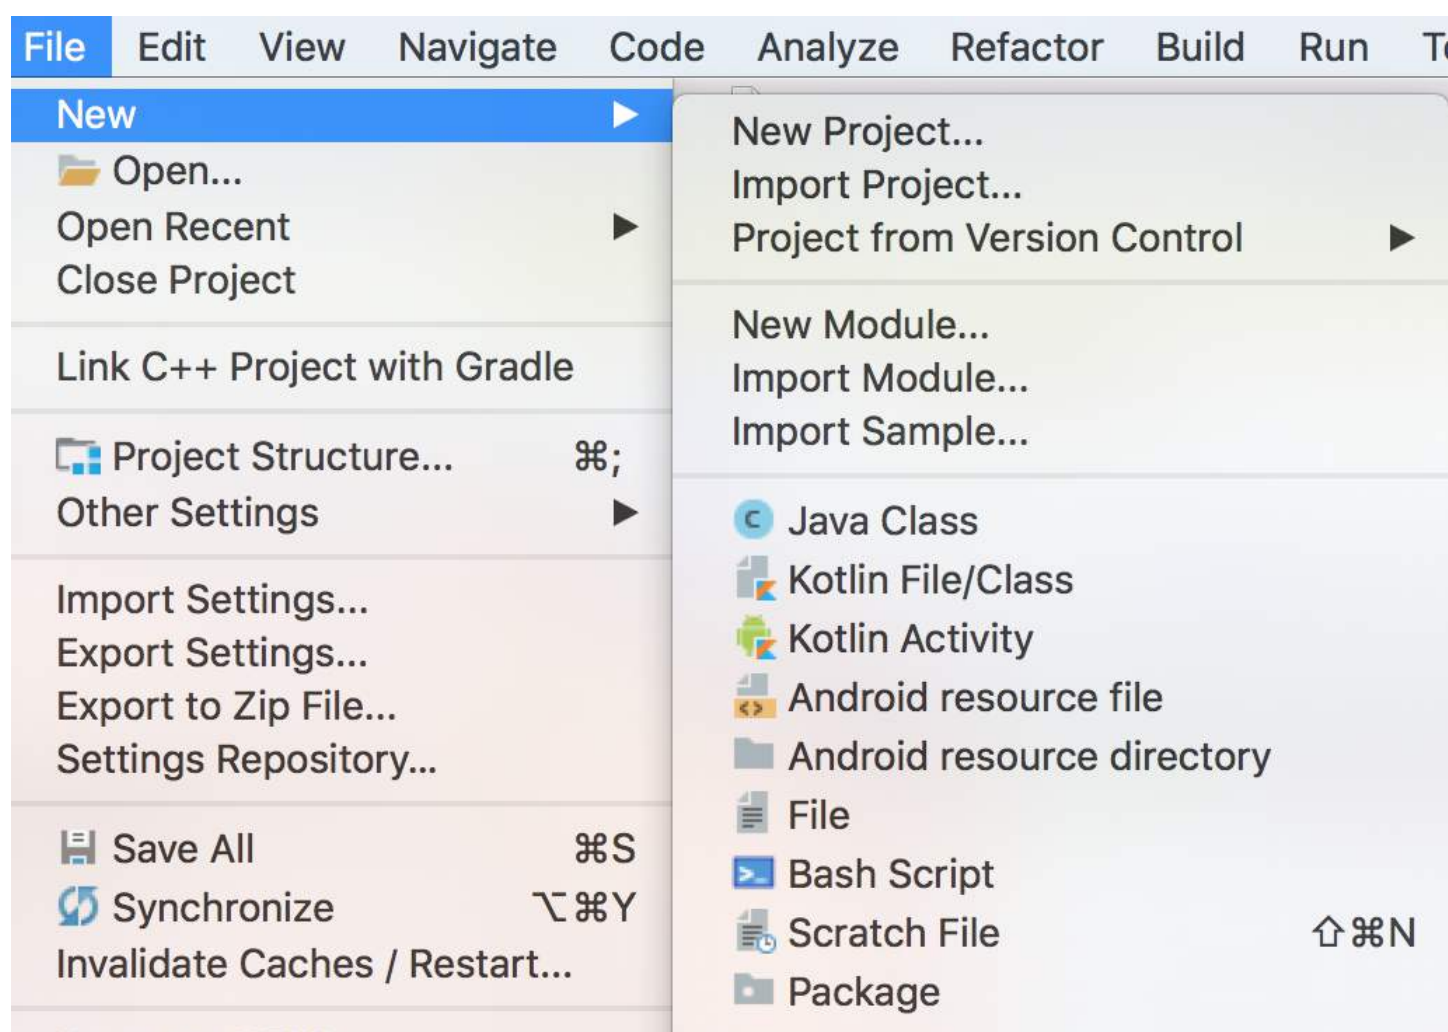 File Edit View Navigate Code Analyze Refactor Build Run
New
Open...
Open Recent
Close Project
Link C++ Project with Gradle
Project Structure... ⌘;
Other Settings
Import Settings...
Export Settings...
Export to Zip File...
Settings Repository...
Save All ⌘S
Synchronize ⌥⌘Y
Invalidate Caches / Restart...
New Project...
Import Project...
Project from Version Control
New Module...
Import Module...
Import Sample...
Java Class
Kotlin File/Class
Kotlin Activity
Android resource file
Android resource directory
File
Bash Script
Scratch File ⇧⌘N
Package